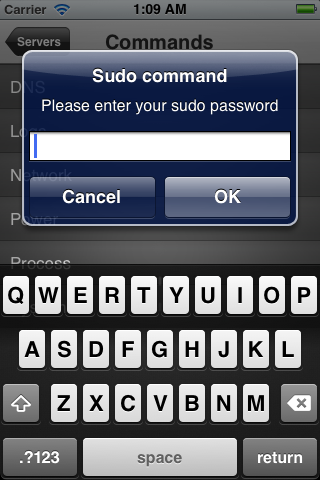 Carrier 1:09 AM
Servers Commands
Sudo command
Please enter your sudo password
DNS
Logs
Network
Cancel OK
Power
Process
Q W E R T Y U I O P
A S D F G H J K L
Z X C V B N M
.?123 space return